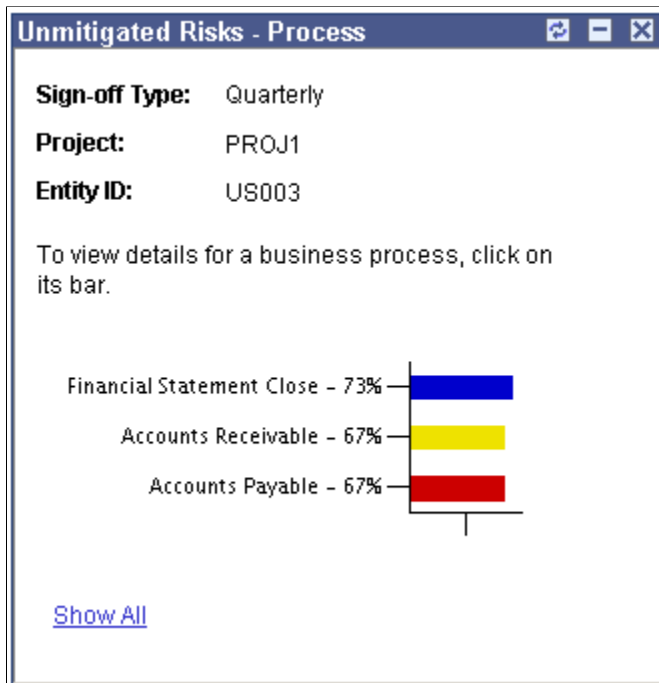 Unmitigated Risks - Process
Sign-off Type: Quarterly
Project: PROJ1
Entity ID: US003
To view details for a business process, click on
its bar.
Financial Statement Close - 73%
Accounts Receivable - 67%
Accounts Payable - 67%
Show All